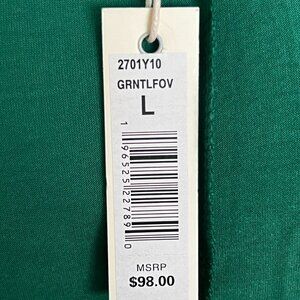 2701Y10
GRNTLFOV
L
1 96525 22789 0
MSRP
$98.00